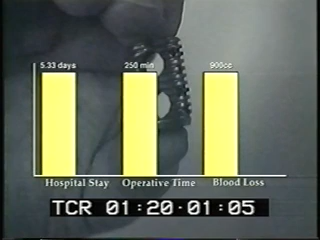 5.33 days 250 min 900cc
Hospital Stay Operative Time Blood Loss
TCR 01:20:01:05